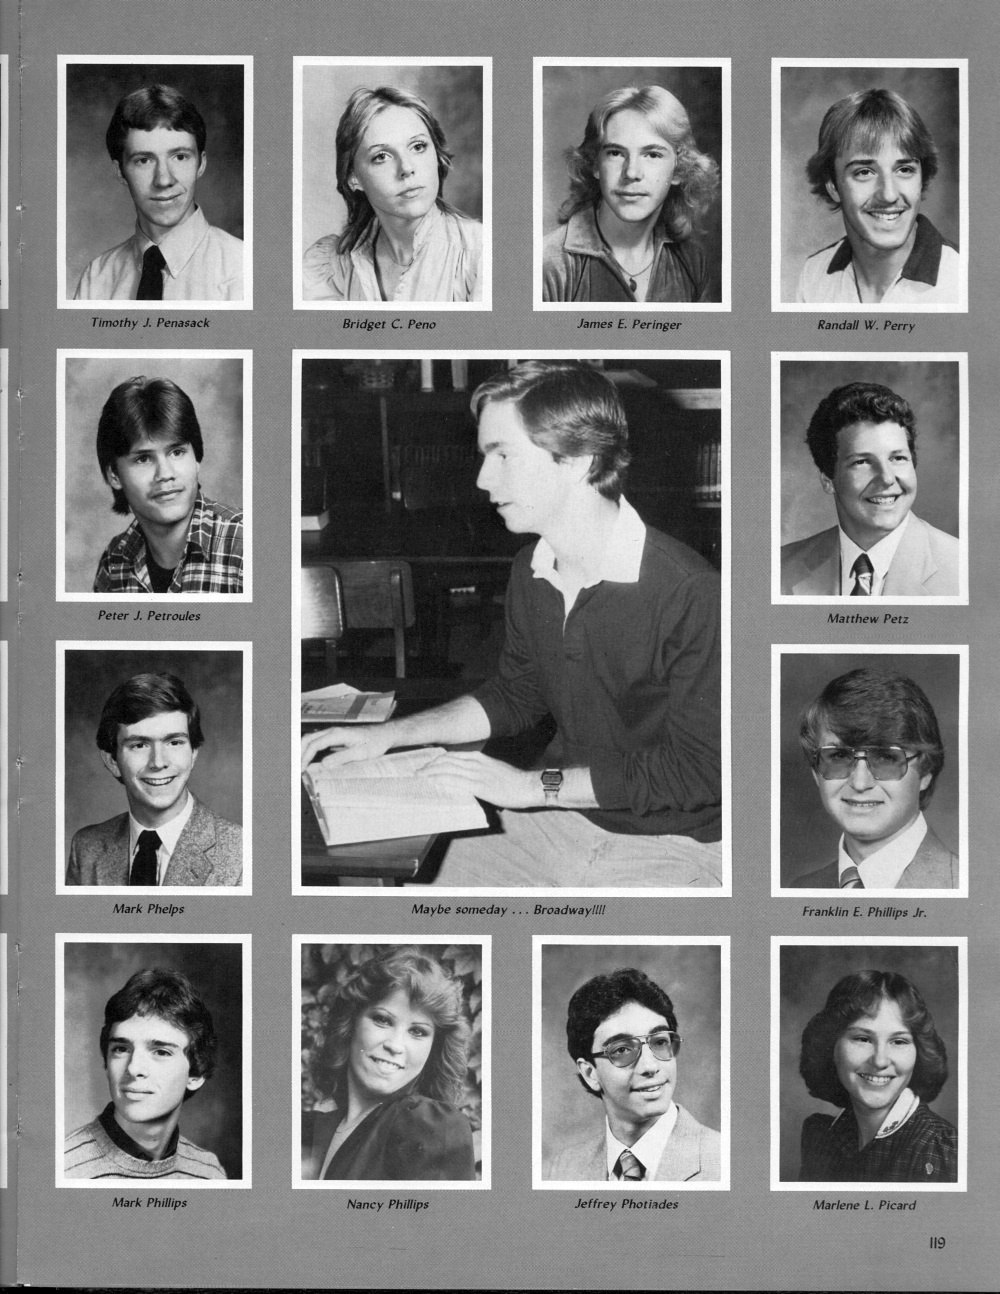 Timothy J. Penasack
Bridget C. Peno
James E. Peringer
Randall W. Perry
Peter J. Petroules
Matthew Petz
Mark Phelps
Maybe someday . . . Broadway!!!!
Franklin E. Phillips Jr.
Mark Phillips
Nancy Phillips
Jeffrey Photiades
Marlene L. Picard
119